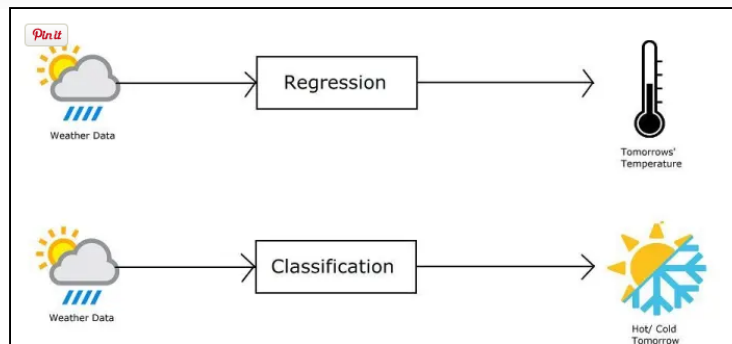 Pin it
Regression
Weather Data
Tomorrows'
Temperature
Classification
Weather Data
Hot/ Cold
Tomorrow